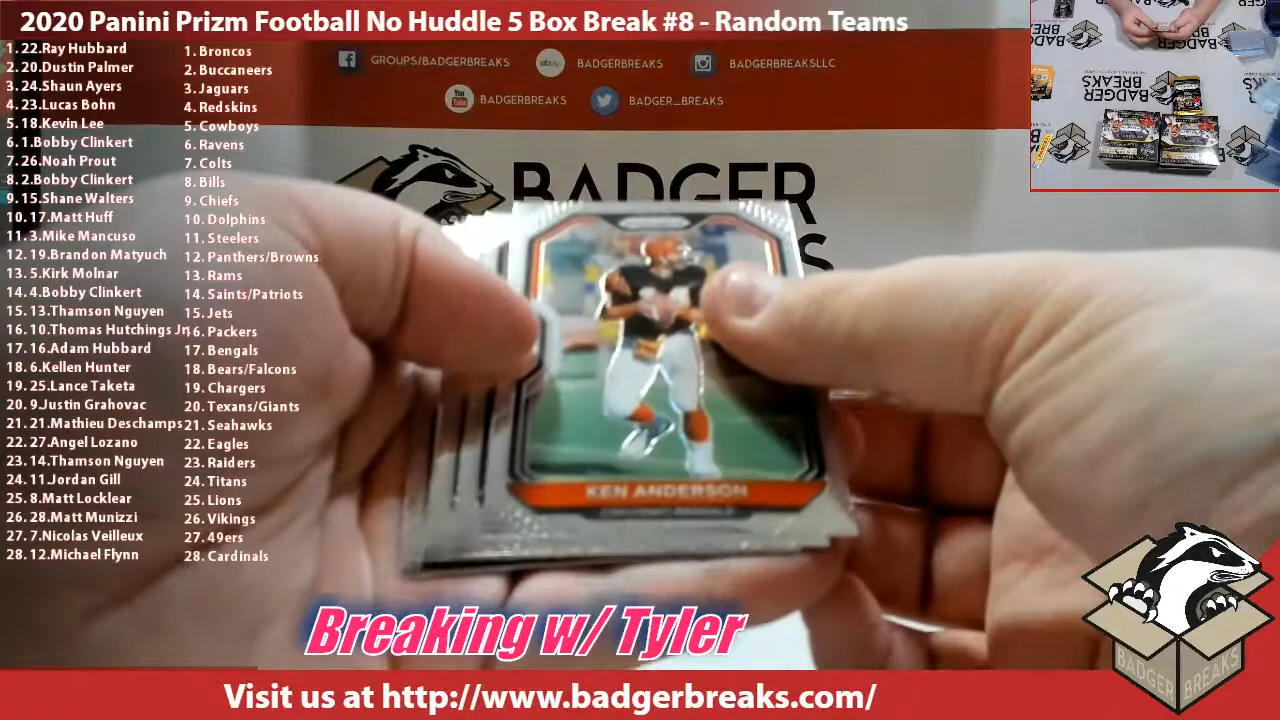 2020 Panini Prizm Football No Huddle 5 Box Break #8 - Random Teams
GROUPS/BADGERBREAKS
ebay
BADGERBREAKS
BADGERBREAKSLLC
You Tube
BADGERBREAKS
BADGER_BREAKS
1. 22.Ray Hubbard
2. 20.Dustin Palmer
3. 24.Shaun Ayers
4. 23.Lucas Bohn
5. 18.Kevin Lee
6. 1.Bobby Clinkert
7. 26.Noah Prout
8. 2.Bobby Clinkert
9. 15.Shane Walters
10. 17.Matt Huff
11. 3.Mike Mancuso
12. 19.Brandon Matyuch
13. 5.Kirk Molnar
14. 4.Bobby Clinkert
15. 13.Thamson Nguyen
16. 10.Thomas Hutchings Jr.
17. 16.Adam Hubbard
18. 6.Kellen Hunter
19. 25.Lance Taketa
20. 9.Justin Grahovac
21. 21.Mathieu Deschamps
22. 27.Angel Lozano
23. 14.Thamson Nguyen
24. 11.Jordan Gill
25. 8.Matt Locklear
26. 28.Matt Munizzi
27. 7.Nicolas Veilleux
28. 12.Michael Flynn
1. Broncos
2. Buccaneers
3. Jaguars
4. Redskins
5. Cowboys
6. Ravens
7. Colts
8. Bills
9. Chiefs
10. Dolphins
11. Steelers
12. Panthers/Browns
13. Rams
14. Saints/Patriots
15. Jets
16. Packers
17. Bengals
18. Bears/Falcons
19. Chargers
20. Texans/Giants
21. Seahawks
22. Eagles
23. Raiders
24. Titans
25. Lions
26. Vikings
27. 49ers
28. Cardinals
BADGER
KEN ANDERSON
BADGER
BREAKS
Breaking w/ Tyler
BADGER BREAKS
Visit us at http://www.badgerbreaks.com/